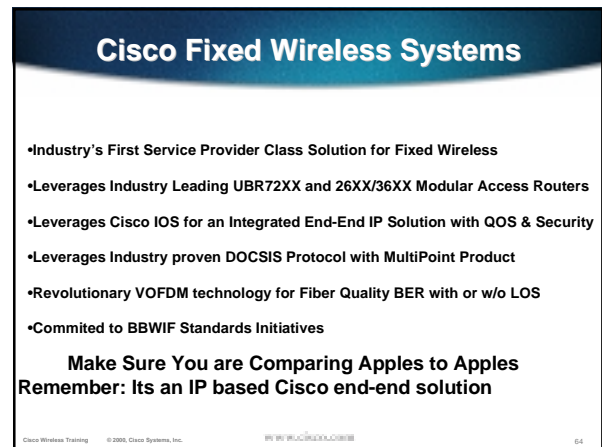 Cisco Fixed Wireless Systems
•Industry's First Service Provider Class Solution for Fixed Wireless
•Leverages Industry Leading UBR72XX and 26XX/36XX Modular Access Routers
•Leverages Cisco IOS for an Integrated End-End IP Solution with QOS & Security
•Leverages Industry proven DOCSIS Protocol with MultiPoint Product
•Revolutionary VOFDM technology for Fiber Quality BER with or w/o LOS
•Commited to BBWIF Standards Initiatives
Make Sure You are Comparing Apples to Apples
Remember: Its an IP based Cisco end-end solution
Cisco Wireless Training © 2000, Cisco Systems, Inc. www.cisco.com 64